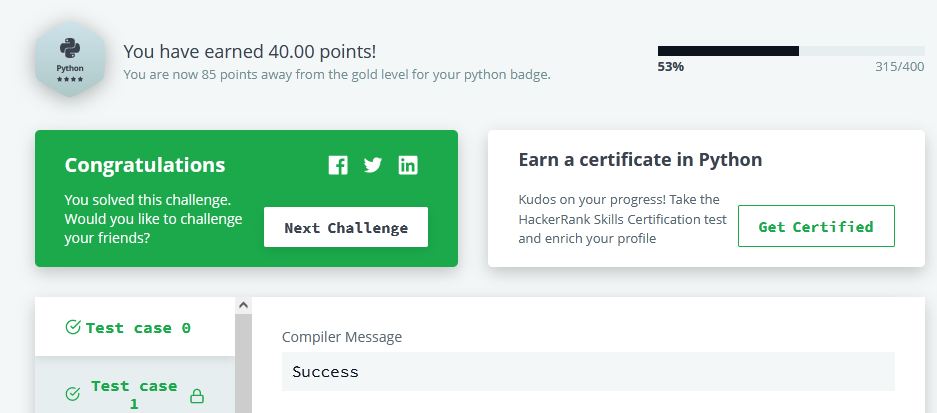 You have earned 40.00 points!
Python
You are now 85 points away from the gold level for your python badge.
53%
315/400
Congratulations
You solved this challenge.
Would you like to challenge
your friends?
Next Challenge
Earn a certificate in Python
Kudos on your progress! Take the
HackerRank Skills Certification test
and enrich your profile
Get Certified
Test case 0
Test case
1
Compiler Message
Success